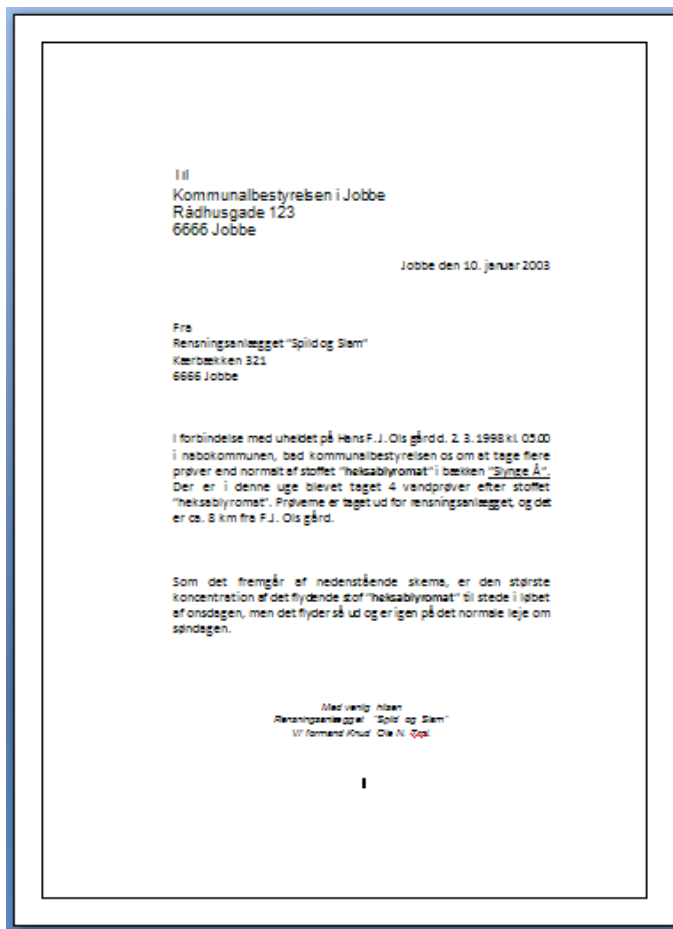 Til
Kommunalbestyrelsen i Jobbe
Rådhusgade 123
6666 Jobbe
Jobbe den 10. januar 2003
Fra
Rensningsanlægget "Spild og Slam"
Kærbækken 321
6666 Jobbe
I forbindelse med uheldet på Hans F.J. Ols gård d. 2. 3. 1998 kl. 05.00
i nabokommunen, bad kommunalbestyrelsen os om at tage flere
prøver end normalt af stoffet "heksablyromat" i bækken "Slynge Å".
Der er i denne uge blevet taget 4 vandprøver efter stoffet
"heksablyromat". Prøverne er taget ud for rensningsanlægget, og det
er ca. 8 km fra F.J. Ols gård.
Som det fremgår af nedenstående skema, er den største
koncentration af det flydende stof "heksablyromat" til stede i løbet
af onsdagen, men det flyder så ud og er igen på det normale leje om
søndagen.
Med venlig hilsen
Rensningsanlægget "Spild og Slam"
V/ formand Knud Ole N.